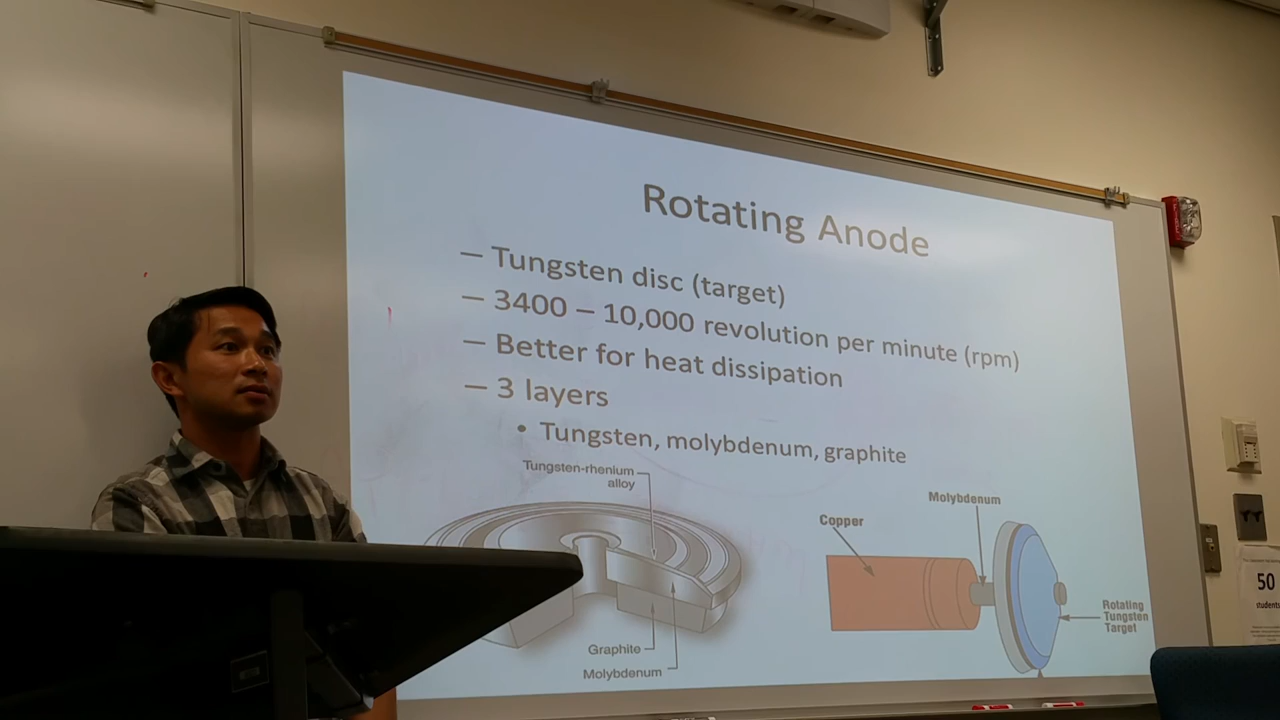 Rotating Anode
– Tungsten disc (target)
– 3400 – 10,000 revolution per minute (rpm)
– Better for heat dissipation
– 3 layers
• Tungsten, molybdenum, graphite
Tungsten-rhenium
alloy
Graphite
Molybdenum
Copper
Molybdenum
Rotating
Tungsten
Target
50
students